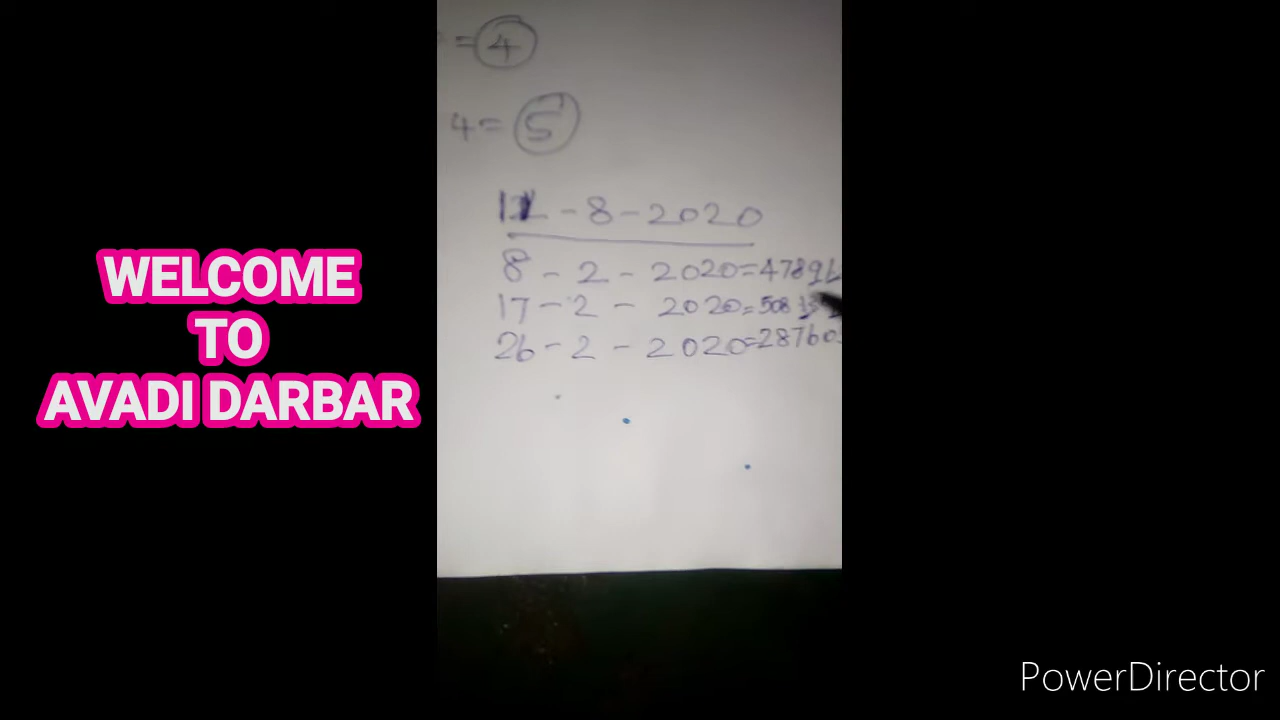 WELCOME
TO
AVADI DARBAR
= 4
4 = 5
- 8 - 2020
8 - 2 - 2020 =
17 - 2 - 2020 =
26 - 2 - 2020 = 28760
PowerDirector